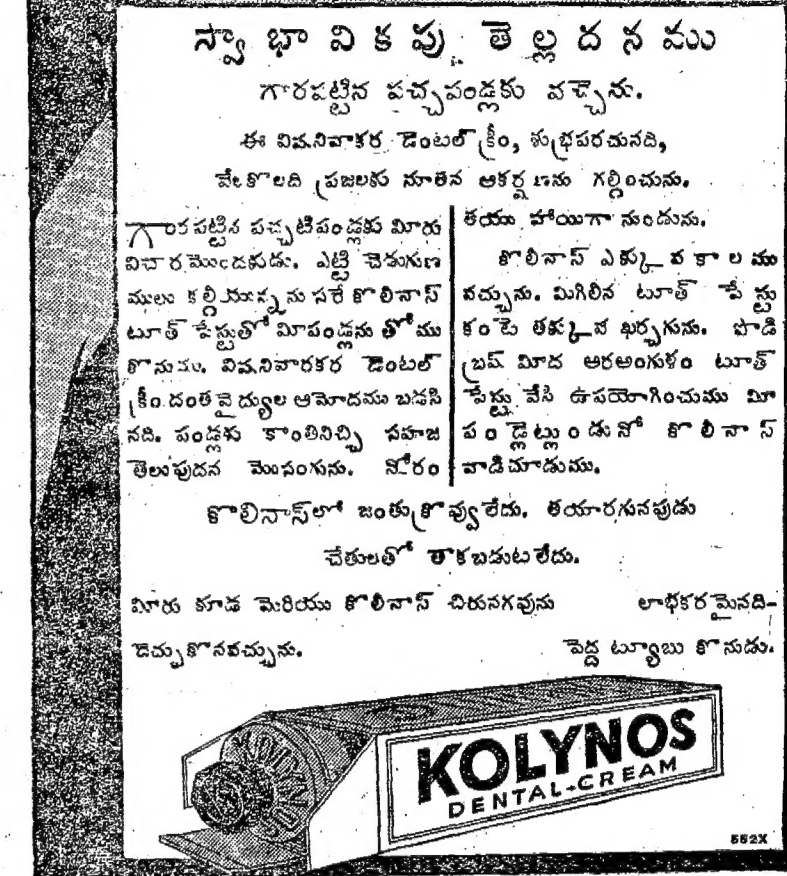 స్వాభావికపు తెల్లదనము
గారపట్టిన పచ్చపండ్లకు వచ్చెను.
ఈ విషనివాకర డెంటల్ క్రీం, శుభ్రపరచునది,
వేలకొలది ప్రజలకు నూతన ఆకర్షణను గల్గించును.
గారకపట్టిన పచ్చటిపండ్లకు మీరు
విచారమొందకుడు. ఎట్టి చెడుగుణ
ములు కల్గియున్నను సరే కొలీనాస్
టూత్ పేస్టుతో మీపండ్లను తోము
కొనుము. విషనివారకర డెంటల్
క్రీం దంతవైద్యుల ఆమోదము బడసి
నది. పండ్లకు కాంతినిచ్చి సహజ
తెలుపుదన మొసంగును. నోరం
తయు హాయిగా నుండును.
కొలీనాస్ ఎక్కువ కాలము
వచ్చును. మిగిలిన టూత్ పేస్టు
కంటె తక్కువ ఖర్చగును. పొడి
బ్రష్ మీద అరఅంగుళం టూత్
పేస్టు వేసి ఉపయోగించుము మీ
పండ్లెట్లుండునో కొలీనాస్
వాడిచూడుము.
కొలినాస్‌లో జంతుక్రొవ్వులేదు. తయారగునపుడు
చేతులతో తాకబడుటలేదు.
మీరు కూడ మెరియు కొలీనాస్ చిరునగవును
దెచ్చుకొనవచ్చును.
లాభకరమైనది-
పెద్ద ట్యూబు కొనుడు.
KOLYNOS
DENTAL-CREAM
552X